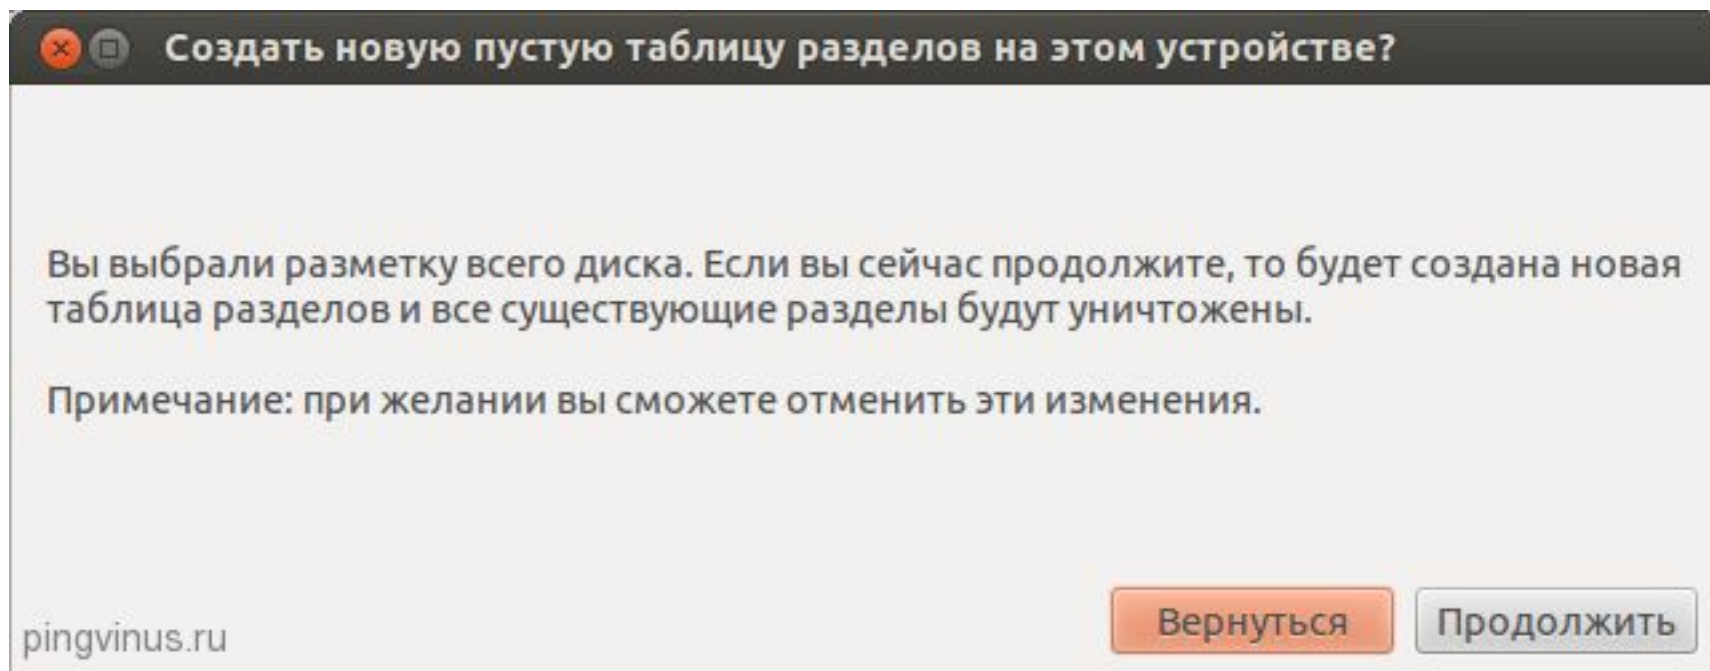 Создать новую пустую таблицу разделов на этом устройстве?
Вы выбрали разметку всего диска. Если вы сейчас продолжите, то будет создана новая
таблица разделов и все существующие разделы будут уничтожены.
Примечание: при желании вы сможете отменить эти изменения.
Вернуться Продолжить
pingvinus.ru